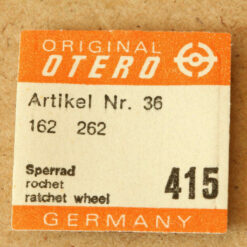 ORIGINAL
OTERO
Artikel Nr. 36
162 262
Sperrad
rochet
ratchet wheel
415
GERMANY